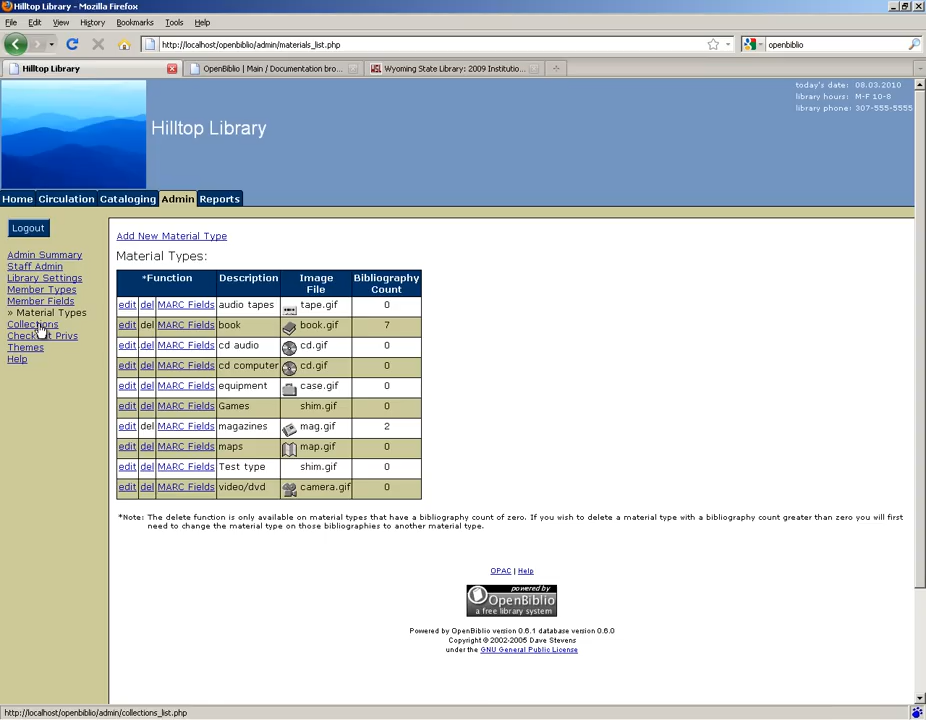 Hilltop Library - Mozilla Firefox
File Edit View History Bookmarks Tools Help
http://localhost/openbiblio/admin/materials_list.php
openbiblio
Hilltop Library
OpenBiblio | Main / Documentation bro...
Wyoming State Library: 2009 Institutio...
today's date: 08.03.2010
library hours: M-F 10-8
library phone: 307-555-5555
Hilltop Library
Home Circulation Cataloging Admin Reports
Logout
Admin Summary
Staff Admin
Library Settings
Member Types
Member Fields
» Material Types
Collections
Checkout Privs
Themes
Help
Add New Material Type
Material Types:
*Function Description Image File Bibliography Count
edit del MARC Fields audio tapes tape.gif 0
edit del MARC Fields book book.gif 7
edit del MARC Fields cd audio cd.gif 0
edit del MARC Fields cd computer cd.gif 0
edit del MARC Fields equipment case.gif 0
edit del MARC Fields Games shim.gif 0
edit del MARC Fields magazines mag.gif 2
edit del MARC Fields maps map.gif 0
edit del MARC Fields Test type shim.gif 0
edit del MARC Fields video/dvd camera.gif 0
*Note: The delete function is only available on material types that have a bibliography count of zero. If you wish to delete a material type with a bibliography count greater than zero you will first
need to change the material type on those bibliographies to another material type.
OPAC | Help
powered by
OpenBiblio
a free library system
Powered by OpenBiblio version 0.6.1 database version 0.6.0
Copyright © 2002-2005 Dave Stevens
under the GNU General Public License
http://localhost/openbiblio/admin/collections_list.php